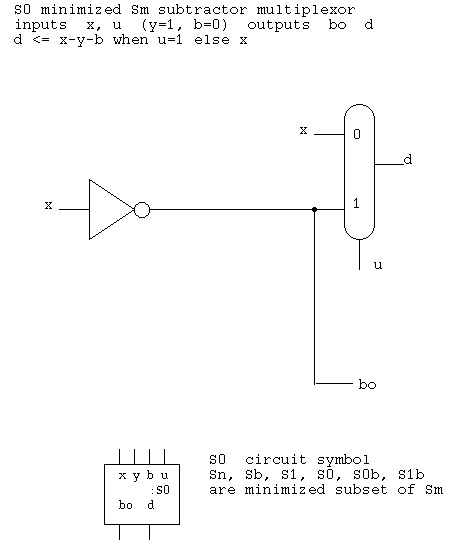 S0 minimized Sm subtractor multiplexor
inputs x, u (y=1, b=0) outputs bo d
d <= x-y-b when u=1 else x
x
0
d
x
1
u
bo
x y b u
:S0
bo d
S0 circuit symbol
Sn, Sb, S1, S0, S0b, S1b
are minimized subset of Sm